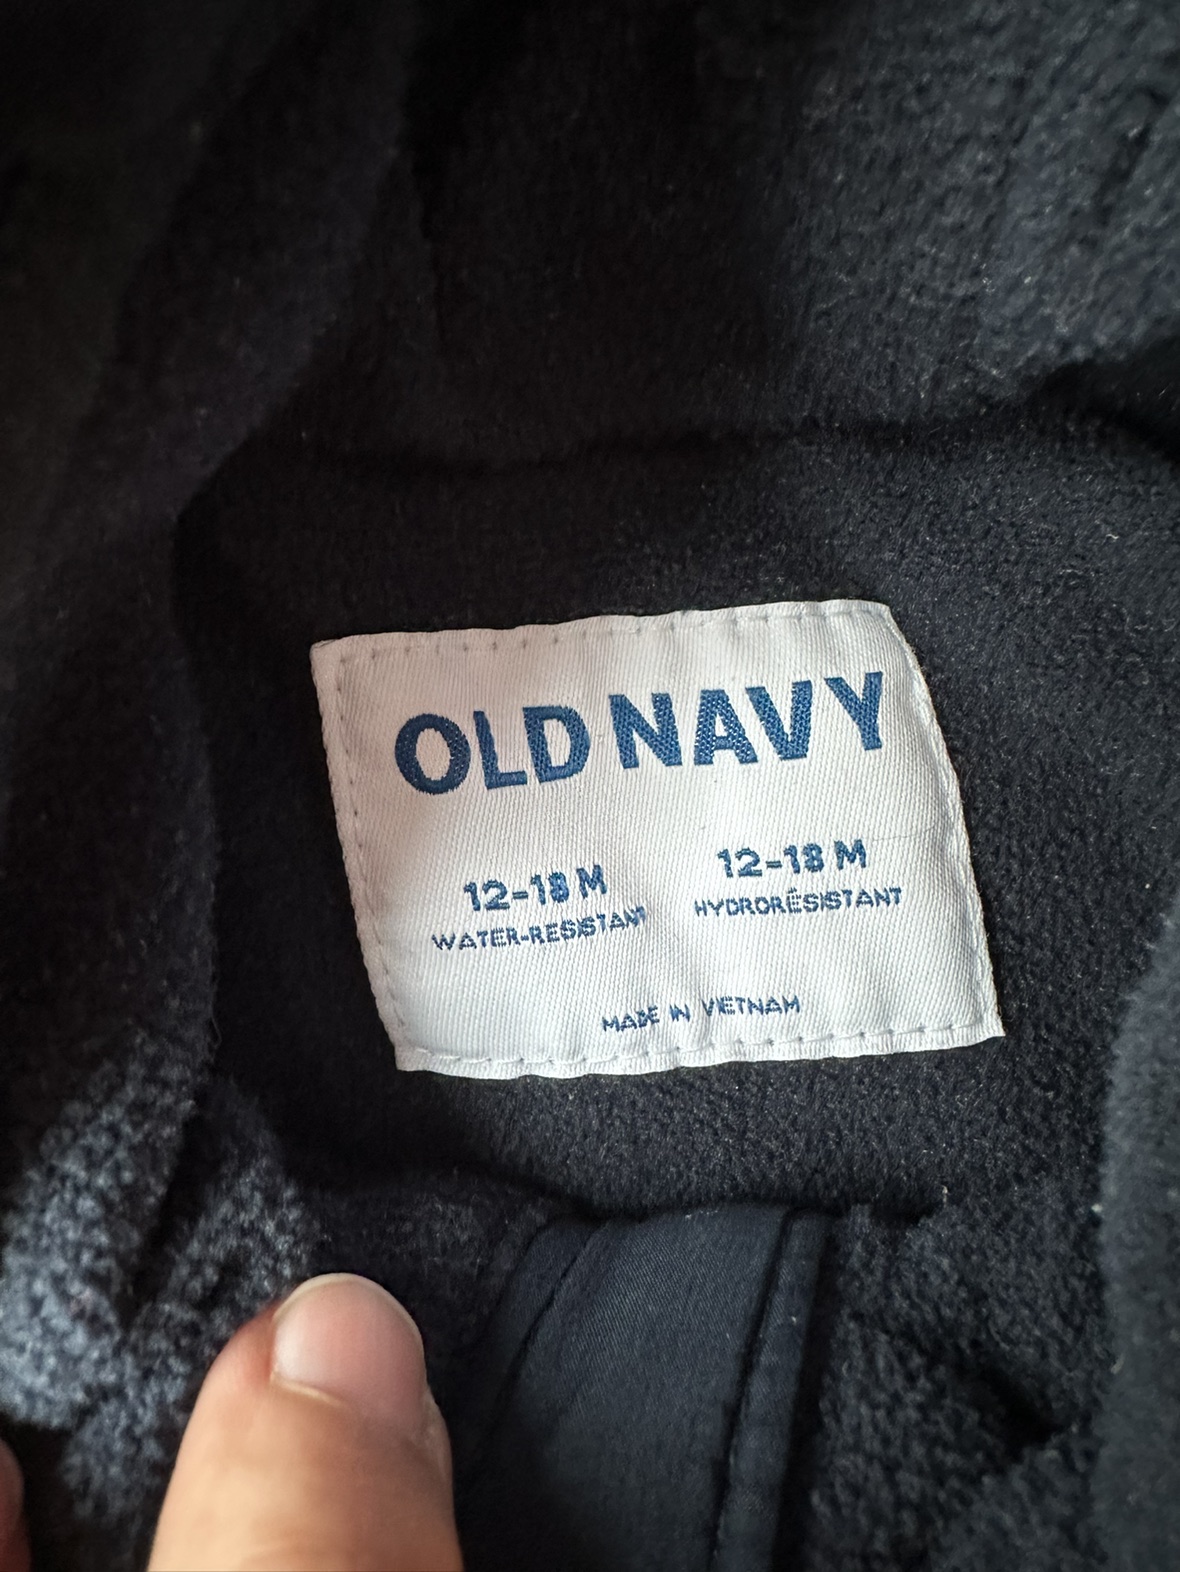 OLD NAVY
12-18 M
WATER-RESISTANT
12-18 M
HYDRORÉSISTANT
MADE IN VIETNAM